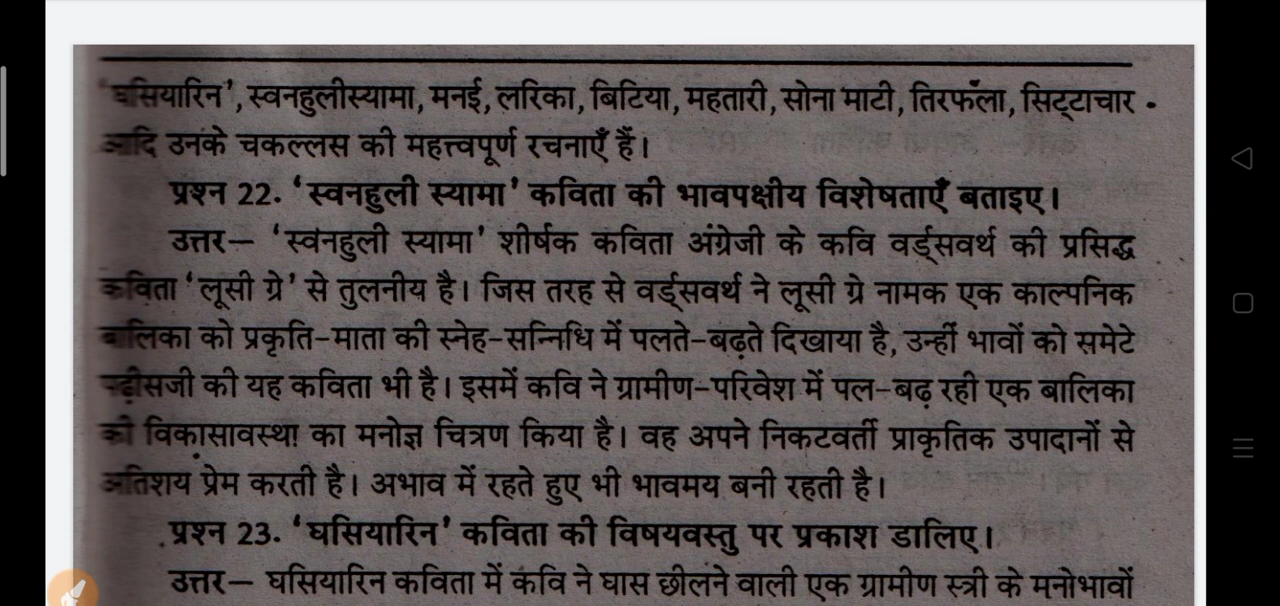 'घसियारिन', स्वनहुलीस्यामा, मनई, लरिका, बिटिया, महतारी, सोना माटी, तिरफला, सिट्टाचार
आदि उनके चकल्लस की महत्त्वपूर्ण रचनाएँ हैं।
प्रश्न 22. 'स्वनहुली स्यामा' कविता की भावपक्षीय विशेषताएँ बताइए।
उत्तर– 'स्वनहुली स्यामा' शीर्षक कविता अंग्रेजी के कवि वर्ड्सवर्थ की प्रसिद्ध
कविता 'लूसी ग्रे' से तुलनीय है। जिस तरह से वर्ड्सवर्थ ने लूसी ग्रे नामक एक काल्पनिक
बालिका को प्रकृति-माता की स्नेह-सन्निधि में पलते-बढ़ते दिखाया है, उन्हीं भावों को समेटे
पढ़ीसजी की यह कविता भी है। इसमें कवि ने ग्रामीण-परिवेश में पल-बढ़ रही एक बालिका
की विकासावस्था का मनोज्ञ चित्रण किया है। वह अपने निकटवर्ती प्राकृतिक उपादानों से
अतिशय प्रेम करती है। अभाव में रहते हुए भी भावमय बनी रहती है।
प्रश्न 23. 'घसियारिन' कविता की विषयवस्तु पर प्रकाश डालिए।
उत्तर– घसियारिन कविता में कवि ने घास छीलने वाली एक ग्रामीण स्त्री के मनोभावों